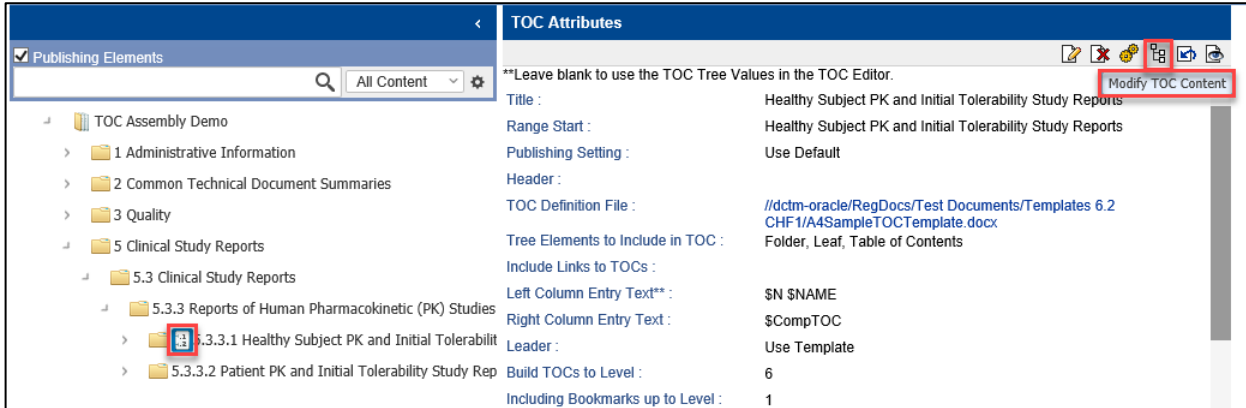 TOC Attributes
Publishing Elements
All Content
**Leave blank to use the TOC Tree Values in the TOC Editor.
Modify TOC Content
TOC Assembly Demo
1 Administrative Information
2 Common Technical Document Summaries
3 Quality
5 Clinical Study Reports
5.3 Clinical Study Reports
5.3.3 Reports of Human Pharmacokinetic (PK) Studies
5.3.3.1 Healthy Subject PK and Initial Tolerabilit
5.3.3.2 Patient PK and Initial Tolerability Study Rep
Title : Healthy Subject PK and Initial Tolerability Study Reports
Range Start : Healthy Subject PK and Initial Tolerability Study Reports
Publishing Setting : Use Default
Header :
TOC Definition File : //dctm-oracle/RegDocs/Test Documents/Templates 6.2
CHF1/A4SampleTOCTemplate.docx
Tree Elements to Include in TOC : Folder, Leaf, Table of Contents
Include Links to TOCs :
Left Column Entry Text** : $N $NAME
Right Column Entry Text : $CompTOC
Leader : Use Template
Build TOCs to Level : 6
Including Bookmarks up to Level : 1